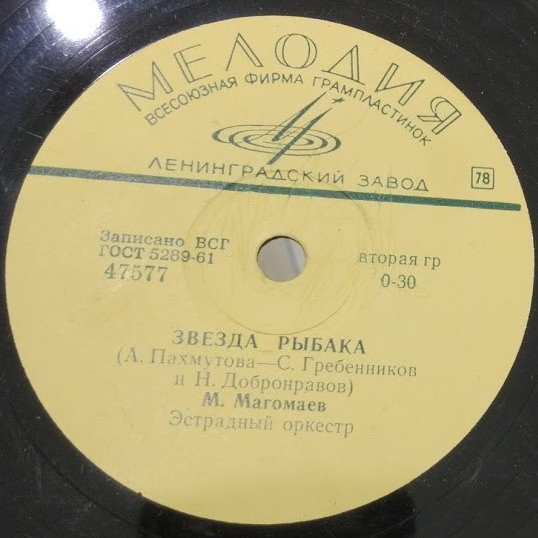 МЕЛОДИЯ
ВСЕСОЮЗНАЯ ФИРМА ГРАМПЛАСТИНОК
ЛЕНИНГРАДСКИЙ ЗАВОД
78
Записано ВСГ
ГОСТ 5289-61
47577
вторая гр
0-30
ЗВЕЗДА РЫБАКА
(А. Пахмутова—С. Гребенников
и Н. Добронравов)
М. Магомаев
Эстрадный оркестр